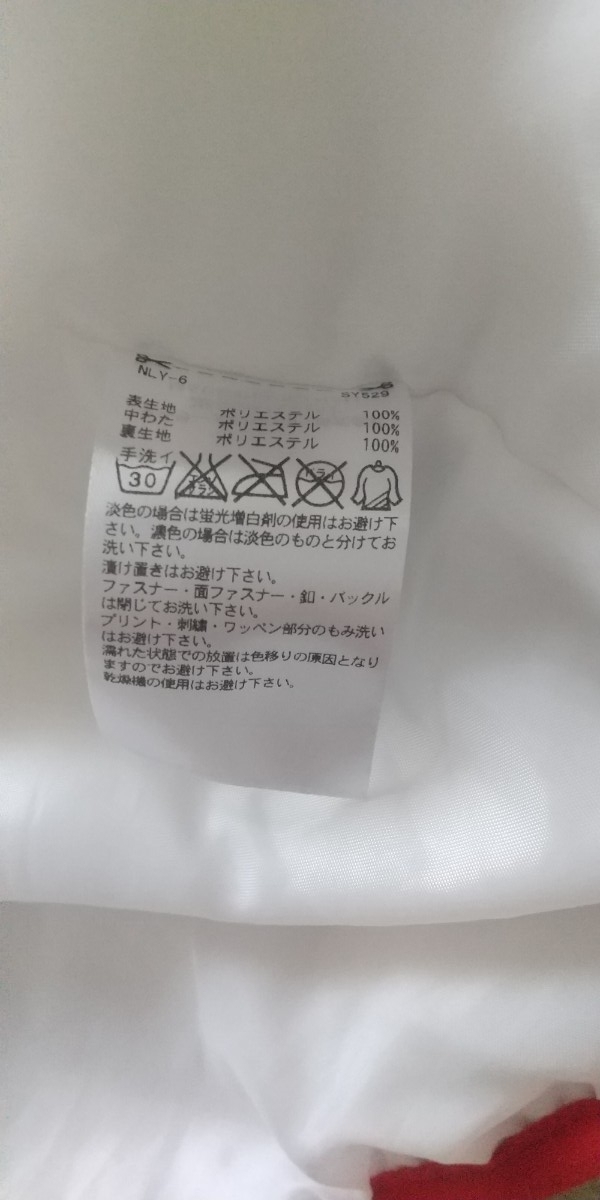 NLY-6
SY529
表生地 ポリエステル 100%
中わた ポリエステル 100%
裏生地 ポリエステル 100%
手洗イ
30
エンソ
サラシ
ドライ
淡色の場合は蛍光増白剤の使用はお避け下
さい。濃色の場合は淡色のものと分けてお
洗い下さい。
漬け置きはお避け下さい。
ファスナー・面ファスナー・釦・バックル
は閉じてお洗い下さい。
プリント・刺繍・ワッペン部分のもみ洗い
はお避け下さい。
濡れた状態での放置は色移りの原因となり
ますのでお避け下さい。
乾燥機の使用はお避け下さい。